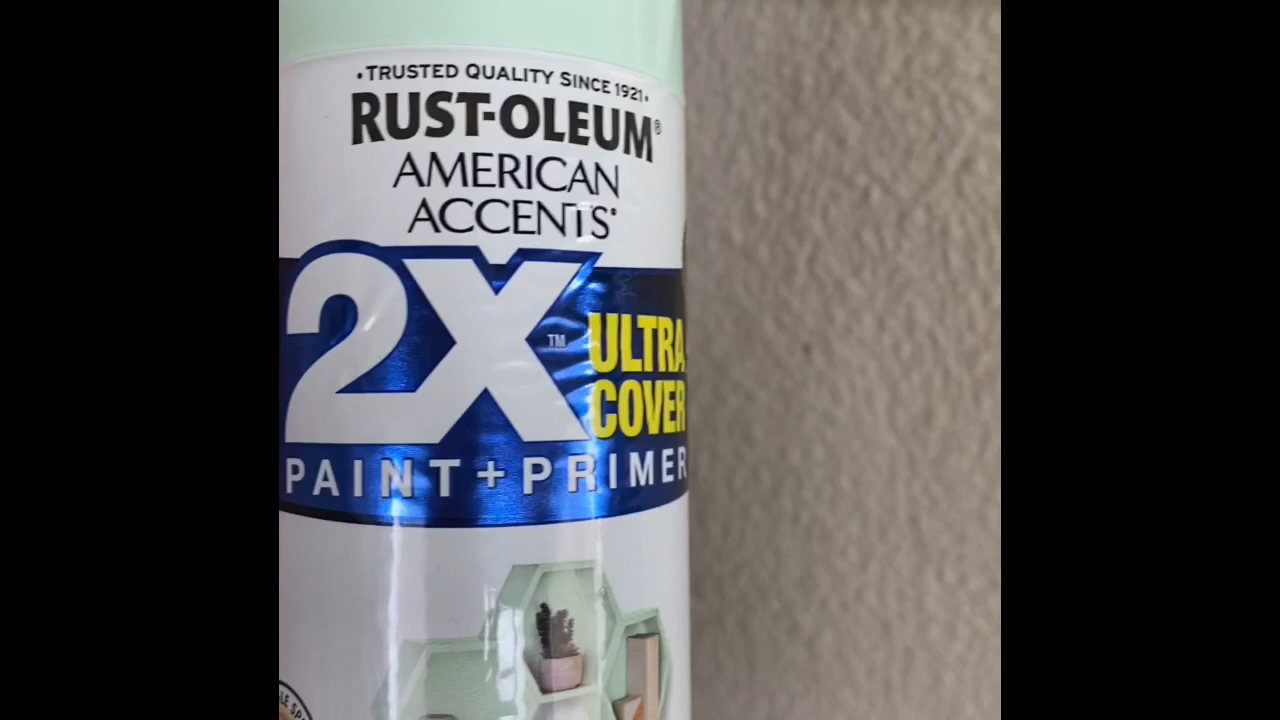 •TRUSTED QUALITY SINCE 1921•
RUST-OLEUM®
AMERICAN
ACCENTS®
2X™
ULTRA
COVER
PAINT+PRIMER